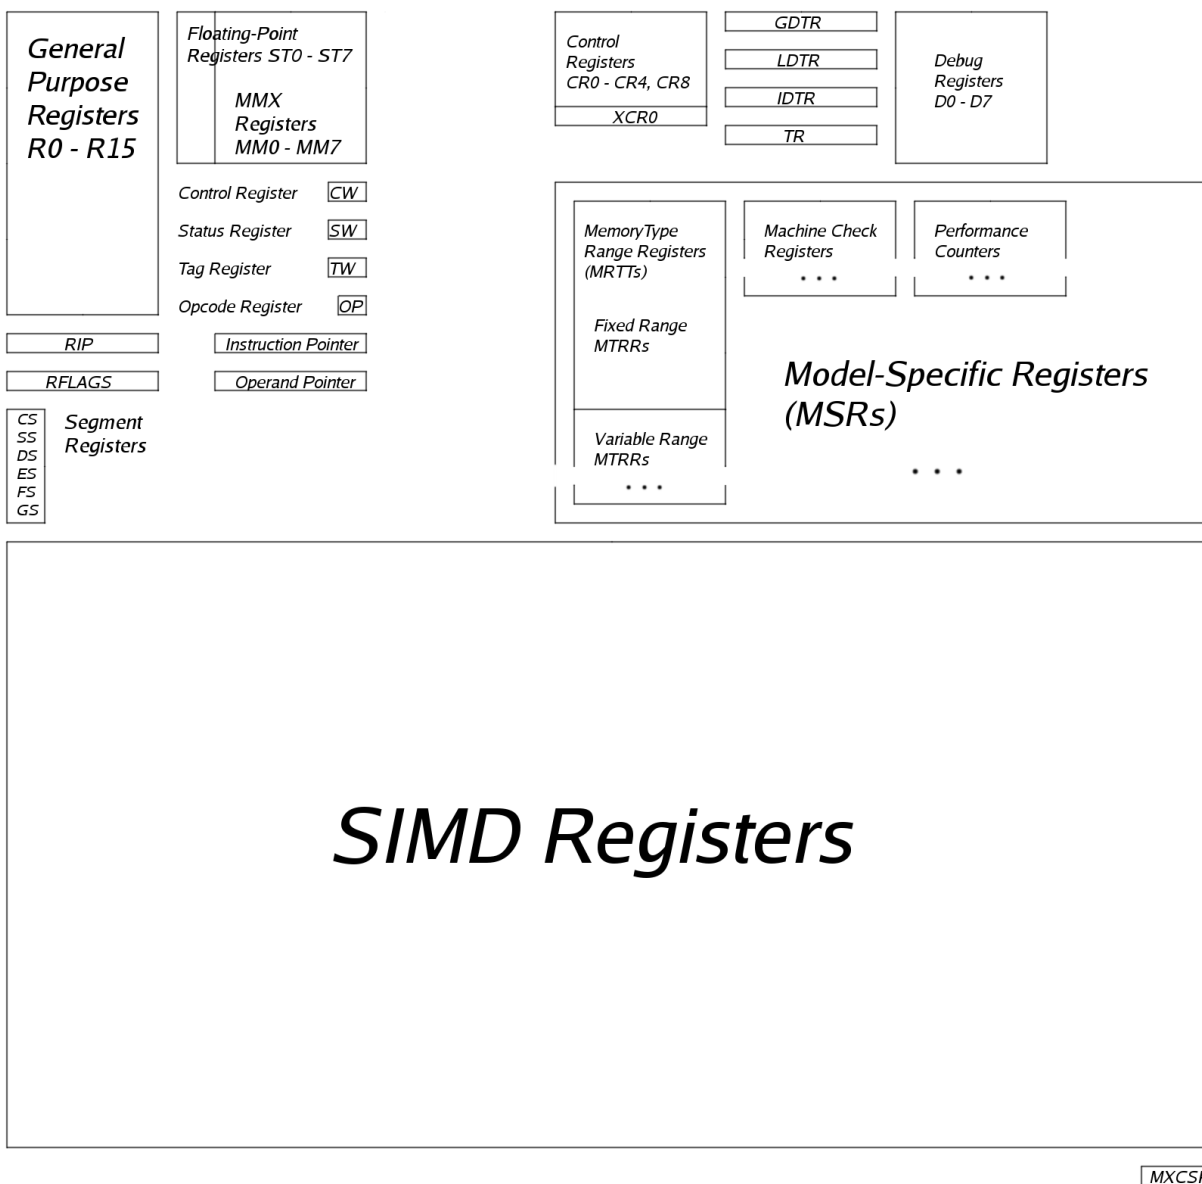 General
Purpose
Registers
R0 - R15
Floating-Point
Registers ST0 - ST7
MMX
Registers
MM0 - MM7
Control Register CW
Status Register SW
Tag Register TW
Opcode Register OP
RIP
Instruction Pointer
RFLAGS
Operand Pointer
CS
SS
DS
ES
FS
GS
Segment
Registers
Control
Registers
CR0 - CR4, CR8
XCR0
GDTR
LDTR
IDTR
TR
Debug
Registers
D0 - D7
MemoryType
Range Registers
(MRTTs)
Fixed Range
MTRRs
Variable Range
MTRRs
. . .
Machine Check
Registers
. . .
Performance
Counters
. . .
Model-Specific Registers
(MSRs)
. . .
SIMD Registers